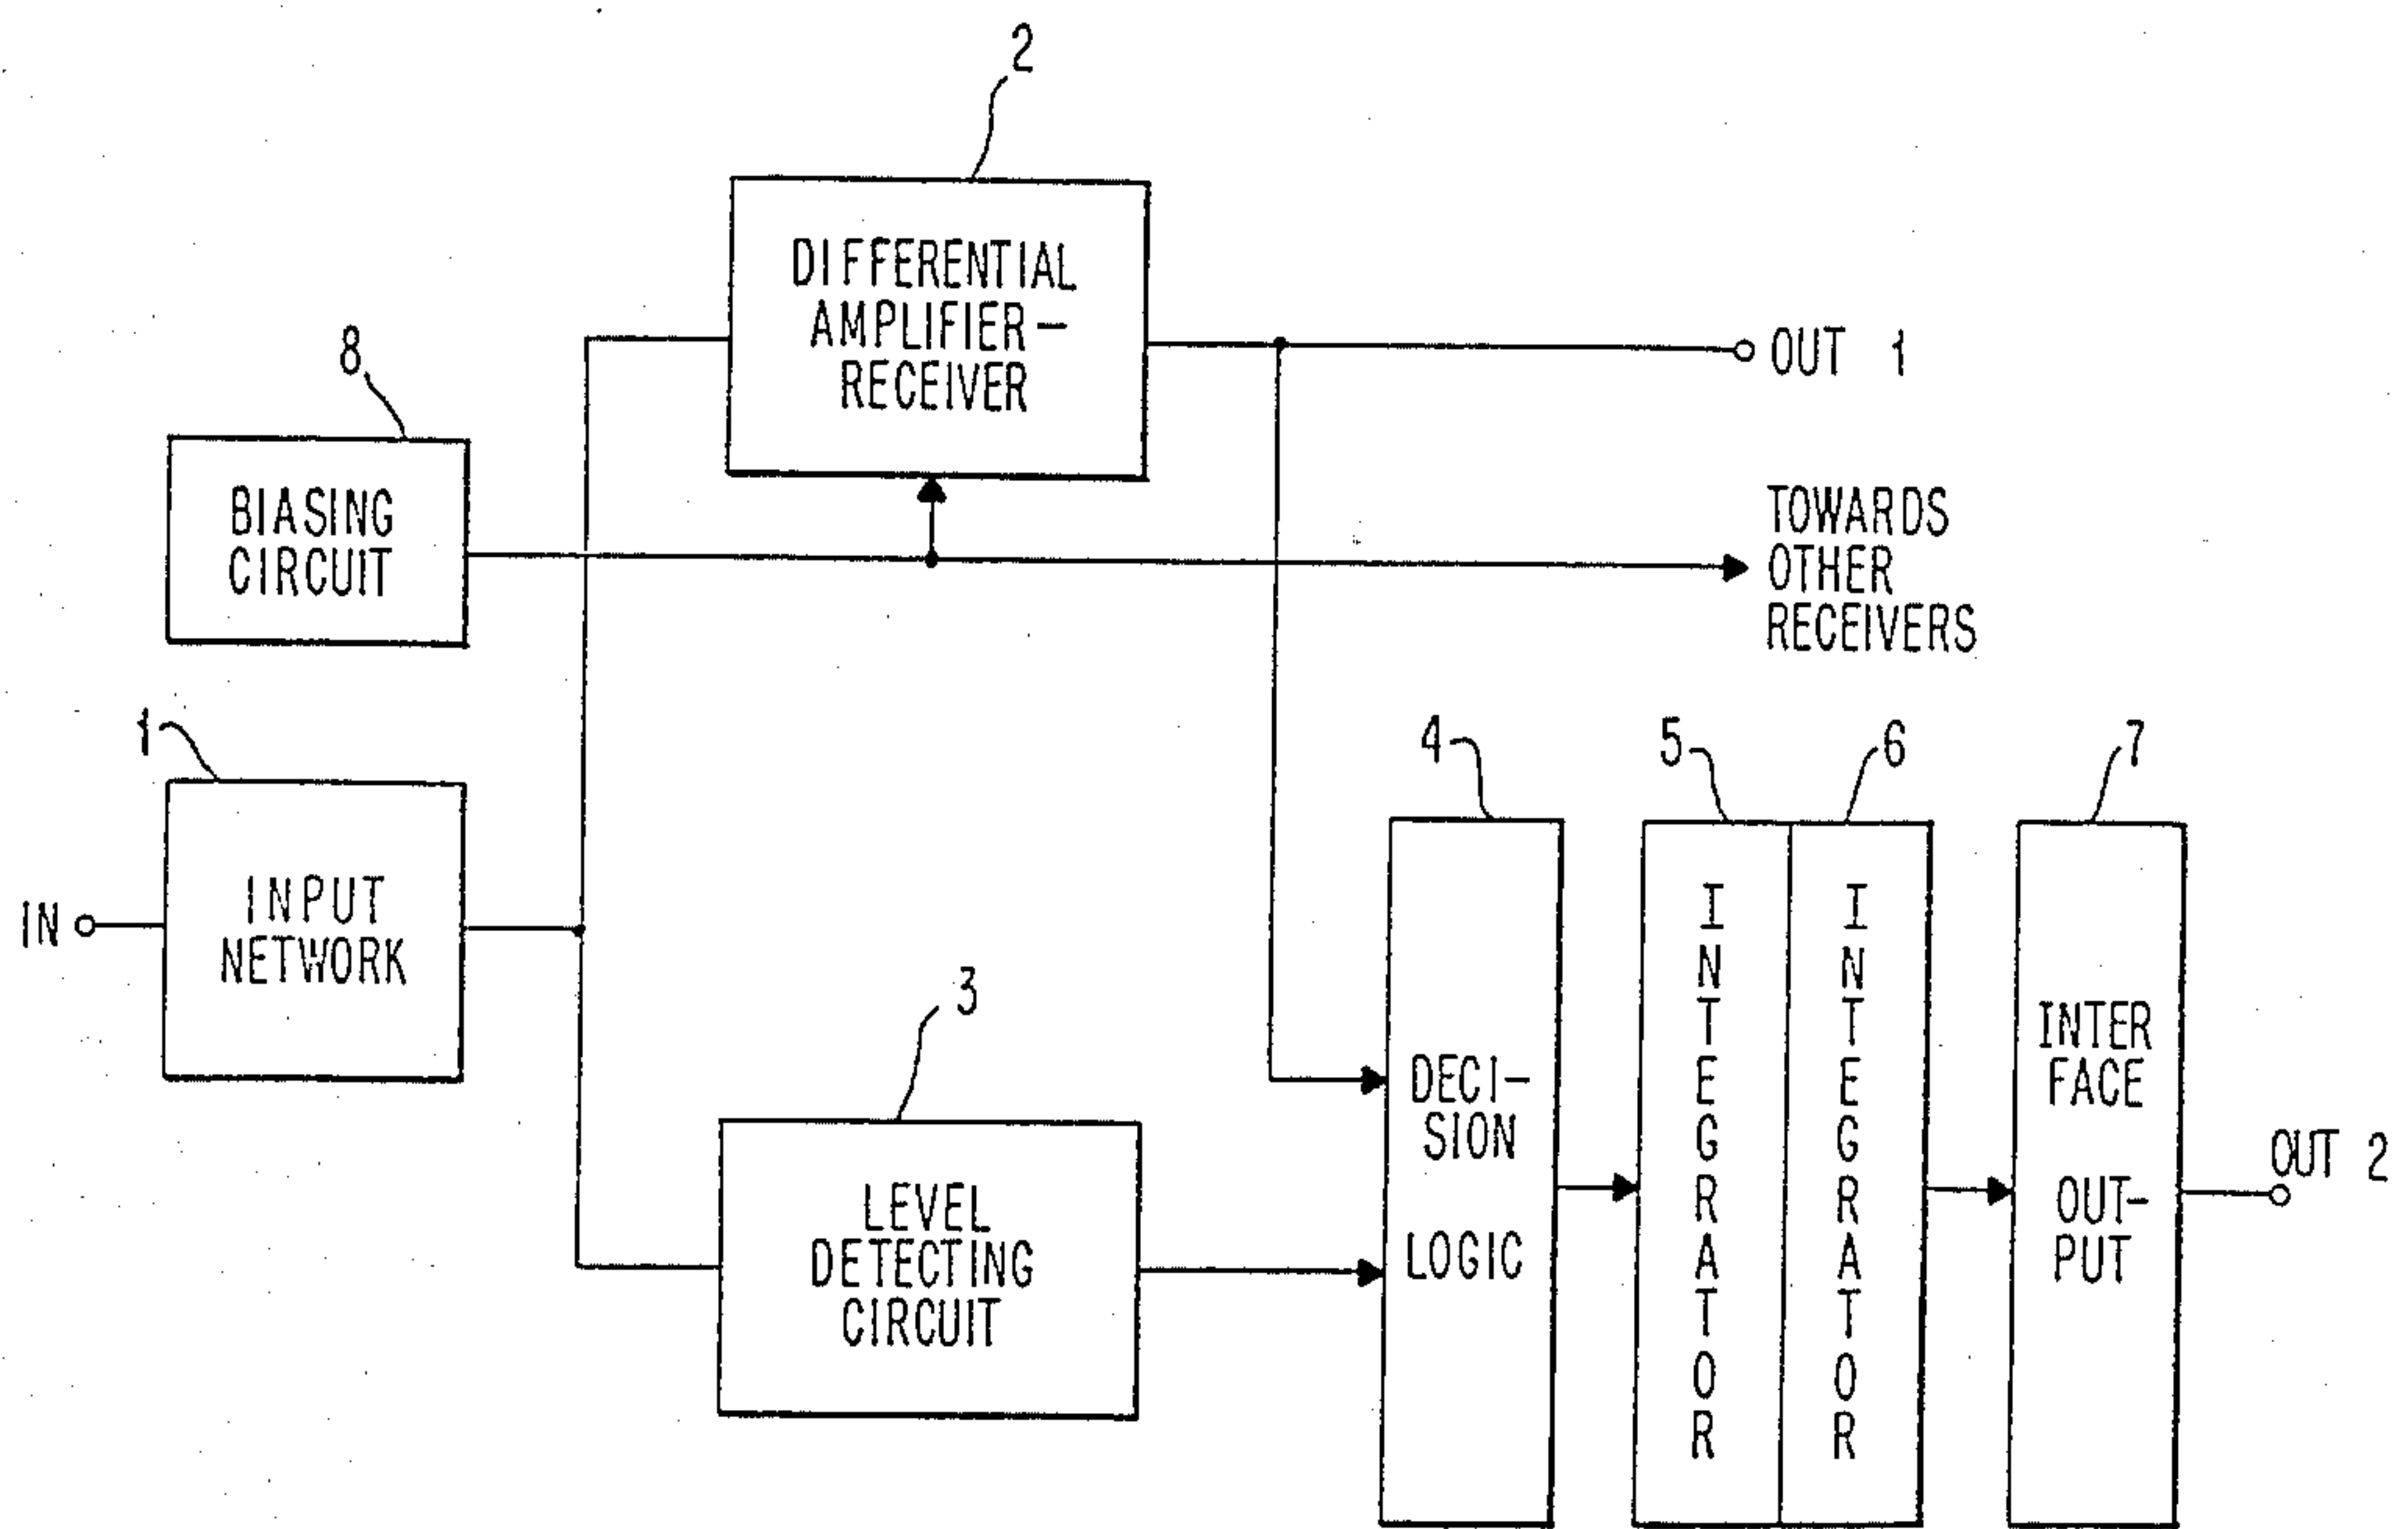 2
DIFFERENTIAL
AMPLIFIER-
RECEIVER
OUT 1
8
BIASING
CIRCUIT
TOWARDS
OTHER
RECEIVERS
1
IN
INPUT
NETWORK
3
LEVEL
DETECTING
CIRCUIT
4
DECI-
SION
LOGIC
5
INTEGRATOR
6
INTEGRATOR
7
INTER
FACE
OUT-
PUT
OUT 2